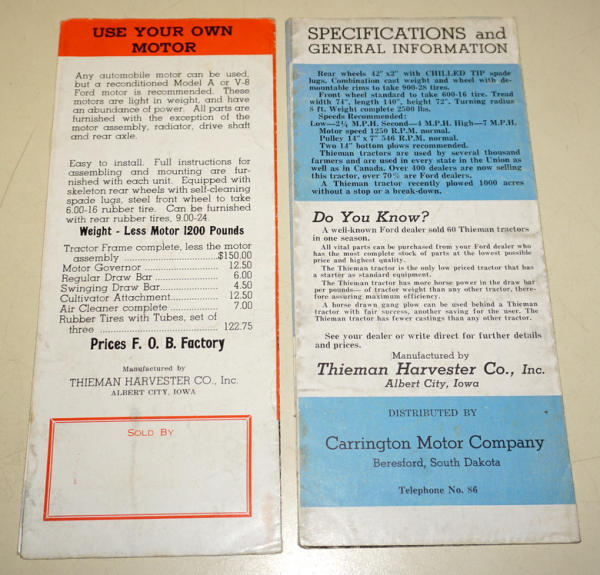 USE YOUR OWN
MOTOR
Any automobile motor can be used,
but a reconditioned Model A or V-8
Ford motor is recommended. These
motors are light in weight, and have
an abundance of power. All parts are
furnished with the exception of the
motor assembly, radiator, drive shaft
and rear axle.
Easy to install. Full instructions for
assembling and mounting are fur-
nished with each unit. Equipped with
skeleton rear wheels with self-cleaning
spade lugs, steel front wheel to take
6.00-16 rubber tire. Can be furnished
with rear rubber tires, 9.00-24.
Weight - Less Motor 1200 Pounds
Tractor Frame complete, less the motor
assembly ........ $150.00
Motor Governor ........ 12.50
Regular Draw Bar ........ 6.00
Swinging Draw Bar ........ 4.50
Cultivator Attachment ........ 12.50
Air Cleaner complete ........ 7.00
Rubber Tires with Tubes, set of
three ........ 122.75
Prices F. O. B. Factory
Manufactured by
THIEMAN HARVESTER CO., Inc.
ALBERT CITY, IOWA
SOLD BY
SPECIFICATIONS and
GENERAL INFORMATION
Rear wheels 42"x2" with CHILLED TIP spade
lugs. Combination cast weight and wheel with de-
mountable rims to take 900-28 tires.
Front wheel standard to take 600-16 tire. Tread
width 74", length 140", height 72". Turning radius
8 ft. Weight complete 2500 lbs.
Speeds Recommended:
Low—2¼ M.P.H. Second—4 M.P.H. High—7 M.P.H.
Motor speed 1250 R.P.M. normal.
Pulley 14" x 7" 546 R.P.M. normal.
Two 14" bottom plows recommended.
Thieman tractors are used by several thousand
farmers and are used in every state in the Union as
well as in Canada. Over 400 dealers are now selling
this tractor, over 70% are Ford dealers.
A Thieman tractor recently plowed 1000 acres
without a stop or a break-down.
Do You Know?
A well-known Ford dealer sold 60 Thieman tractors
in one season.
All vital parts can be purchased from your Ford dealer who
has the most complete stock of parts at the lowest possible
price and highest quality.
The Thieman tractor is the only low priced tractor that has
a starter as standard equipment.
The Thieman tractor has more horse power in the draw bar
per pounds— of tractor weight than any other tractor, there-
fore assuring maximum efficiency.
A horse drawn gang plow can be used behind a Thieman
tractor with fair success, another saving for the user. The
Thieman tractor has fewer castings than any other tractor.
See your dealer or write direct for further details
and prices.
Manufactured by
Thieman Harvester Co., Inc.
Albert City, Iowa
DISTRIBUTED BY
Carrington Motor Company
Beresford, South Dakota
Telephone No. 86